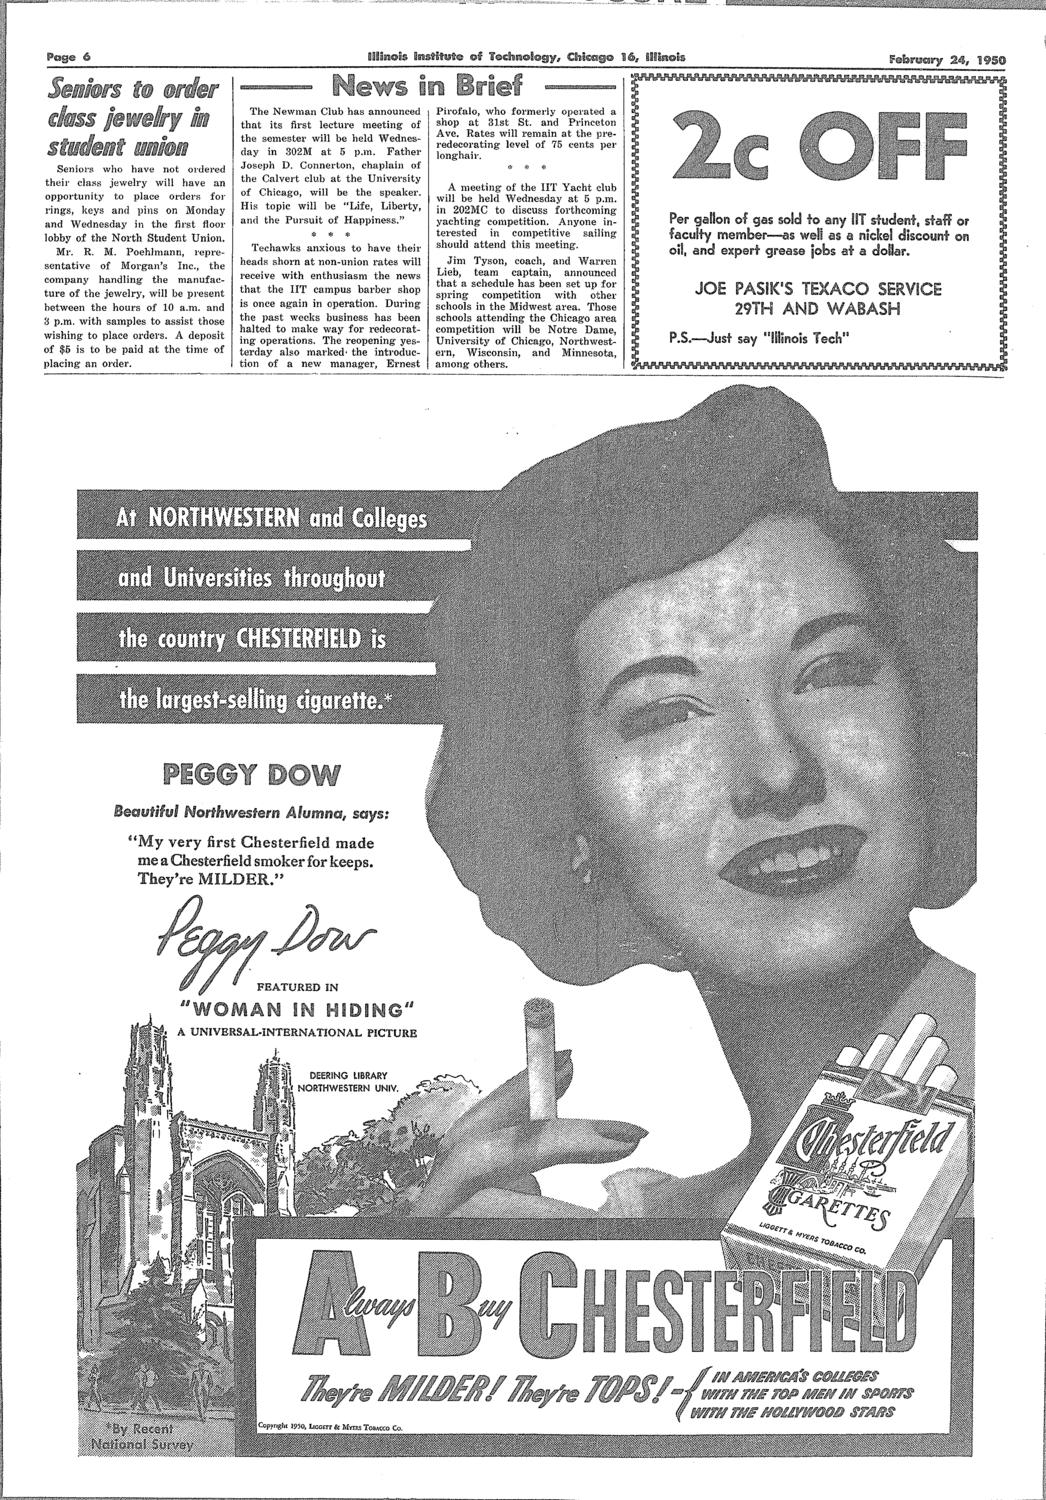 Page 6
Illinois Institute of Technology, Chicago 16, Illinois
February 24, 1950
Seniors to order
class jewelry in
student union
Seniors who have not ordered
their class jewelry will have an
opportunity to place orders for
rings, keys and pins on Monday
and Wednesday in the first floor
lobby of the North Student Union.
Mr. R. M. Poehlmann, repre-
sentative of Morgan's Inc., the
company handling the manufac-
ture of the jewelry, will be present
between the hours of 10 a.m. and
3 p.m. with samples to assist those
wishing to place orders. A deposit
of $5 is to be paid at the time of
placing an order.
News in Brief
The Newman Club has announced
that its first lecture meeting of
the semester will be held Wednes-
day in 302M at 5 p.m. Father
Joseph D. Connerton, chaplain of
the Calvert club at the University
of Chicago, will be the speaker.
His topic will be "Life, Liberty,
and the Pursuit of Happiness."
* * *
Techawks anxious to have their
heads shorn at non-union rates will
receive with enthusiasm the news
that the IIT campus barber shop
is once again in operation. During
the past weeks business has been
halted to make way for redecorat-
ing operations. The reopening yes-
terday also marked the introduc-
tion of a new manager, Ernest
Pirofalo, who formerly operated a
shop at 31st St. and Princeton
Ave. Rates will remain at the pre-
redecorating level of 75 cents per
longhair.
* * *
A meeting of the IIT Yacht club
will be held Wednesday at 5 p.m.
in 202MC to discuss forthcoming
yachting competition. Anyone in-
terested in competitive sailing
should attend this meeting.
Jim Tyson, coach, and Warren
Lieb, team captain, announced
that a schedule has been set up for
spring competition with other
schools in the Midwest area. Those
schools attending the Chicago area
competition will be Notre Dame,
University of Chicago, Northwest-
ern, Wisconsin, and Minnesota,
among others.
2c OFF
Per gallon of gas sold to any IIT student, staff or
faculty member—as well as a nickel discount on
oil, and expert grease jobs at a dollar.
JOE PASIK'S TEXACO SERVICE
29TH AND WABASH
P.S.—Just say "Illinois Tech"
At NORTHWESTERN and Colleges
and Universities throughout
the country CHESTERFIELD is
the largest-selling cigarette.*
PEGGY DOW
Beautiful Northwestern Alumna, says:
"My very first Chesterfield made
me a Chesterfield smoker for keeps.
They're MILDER."
Peggy Dow
FEATURED IN
"WOMAN IN HIDING"
A UNIVERSAL-INTERNATIONAL PICTURE
DEERING LIBRARY
NORTHWESTERN UNIV.
Chesterfield
CIGARETTES
LIGGETT & MYERS TOBACCO CO.
Always Buy CHESTERFIELD
They're MILDER! They're TOPS!—
IN AMERICA'S COLLEGES
WITH THE TOP MEN IN SPORTS
WITH THE HOLLYWOOD STARS
Copyright 1950, LIGGETT & MYERS TOBACCO CO.
*By Recent
National Survey